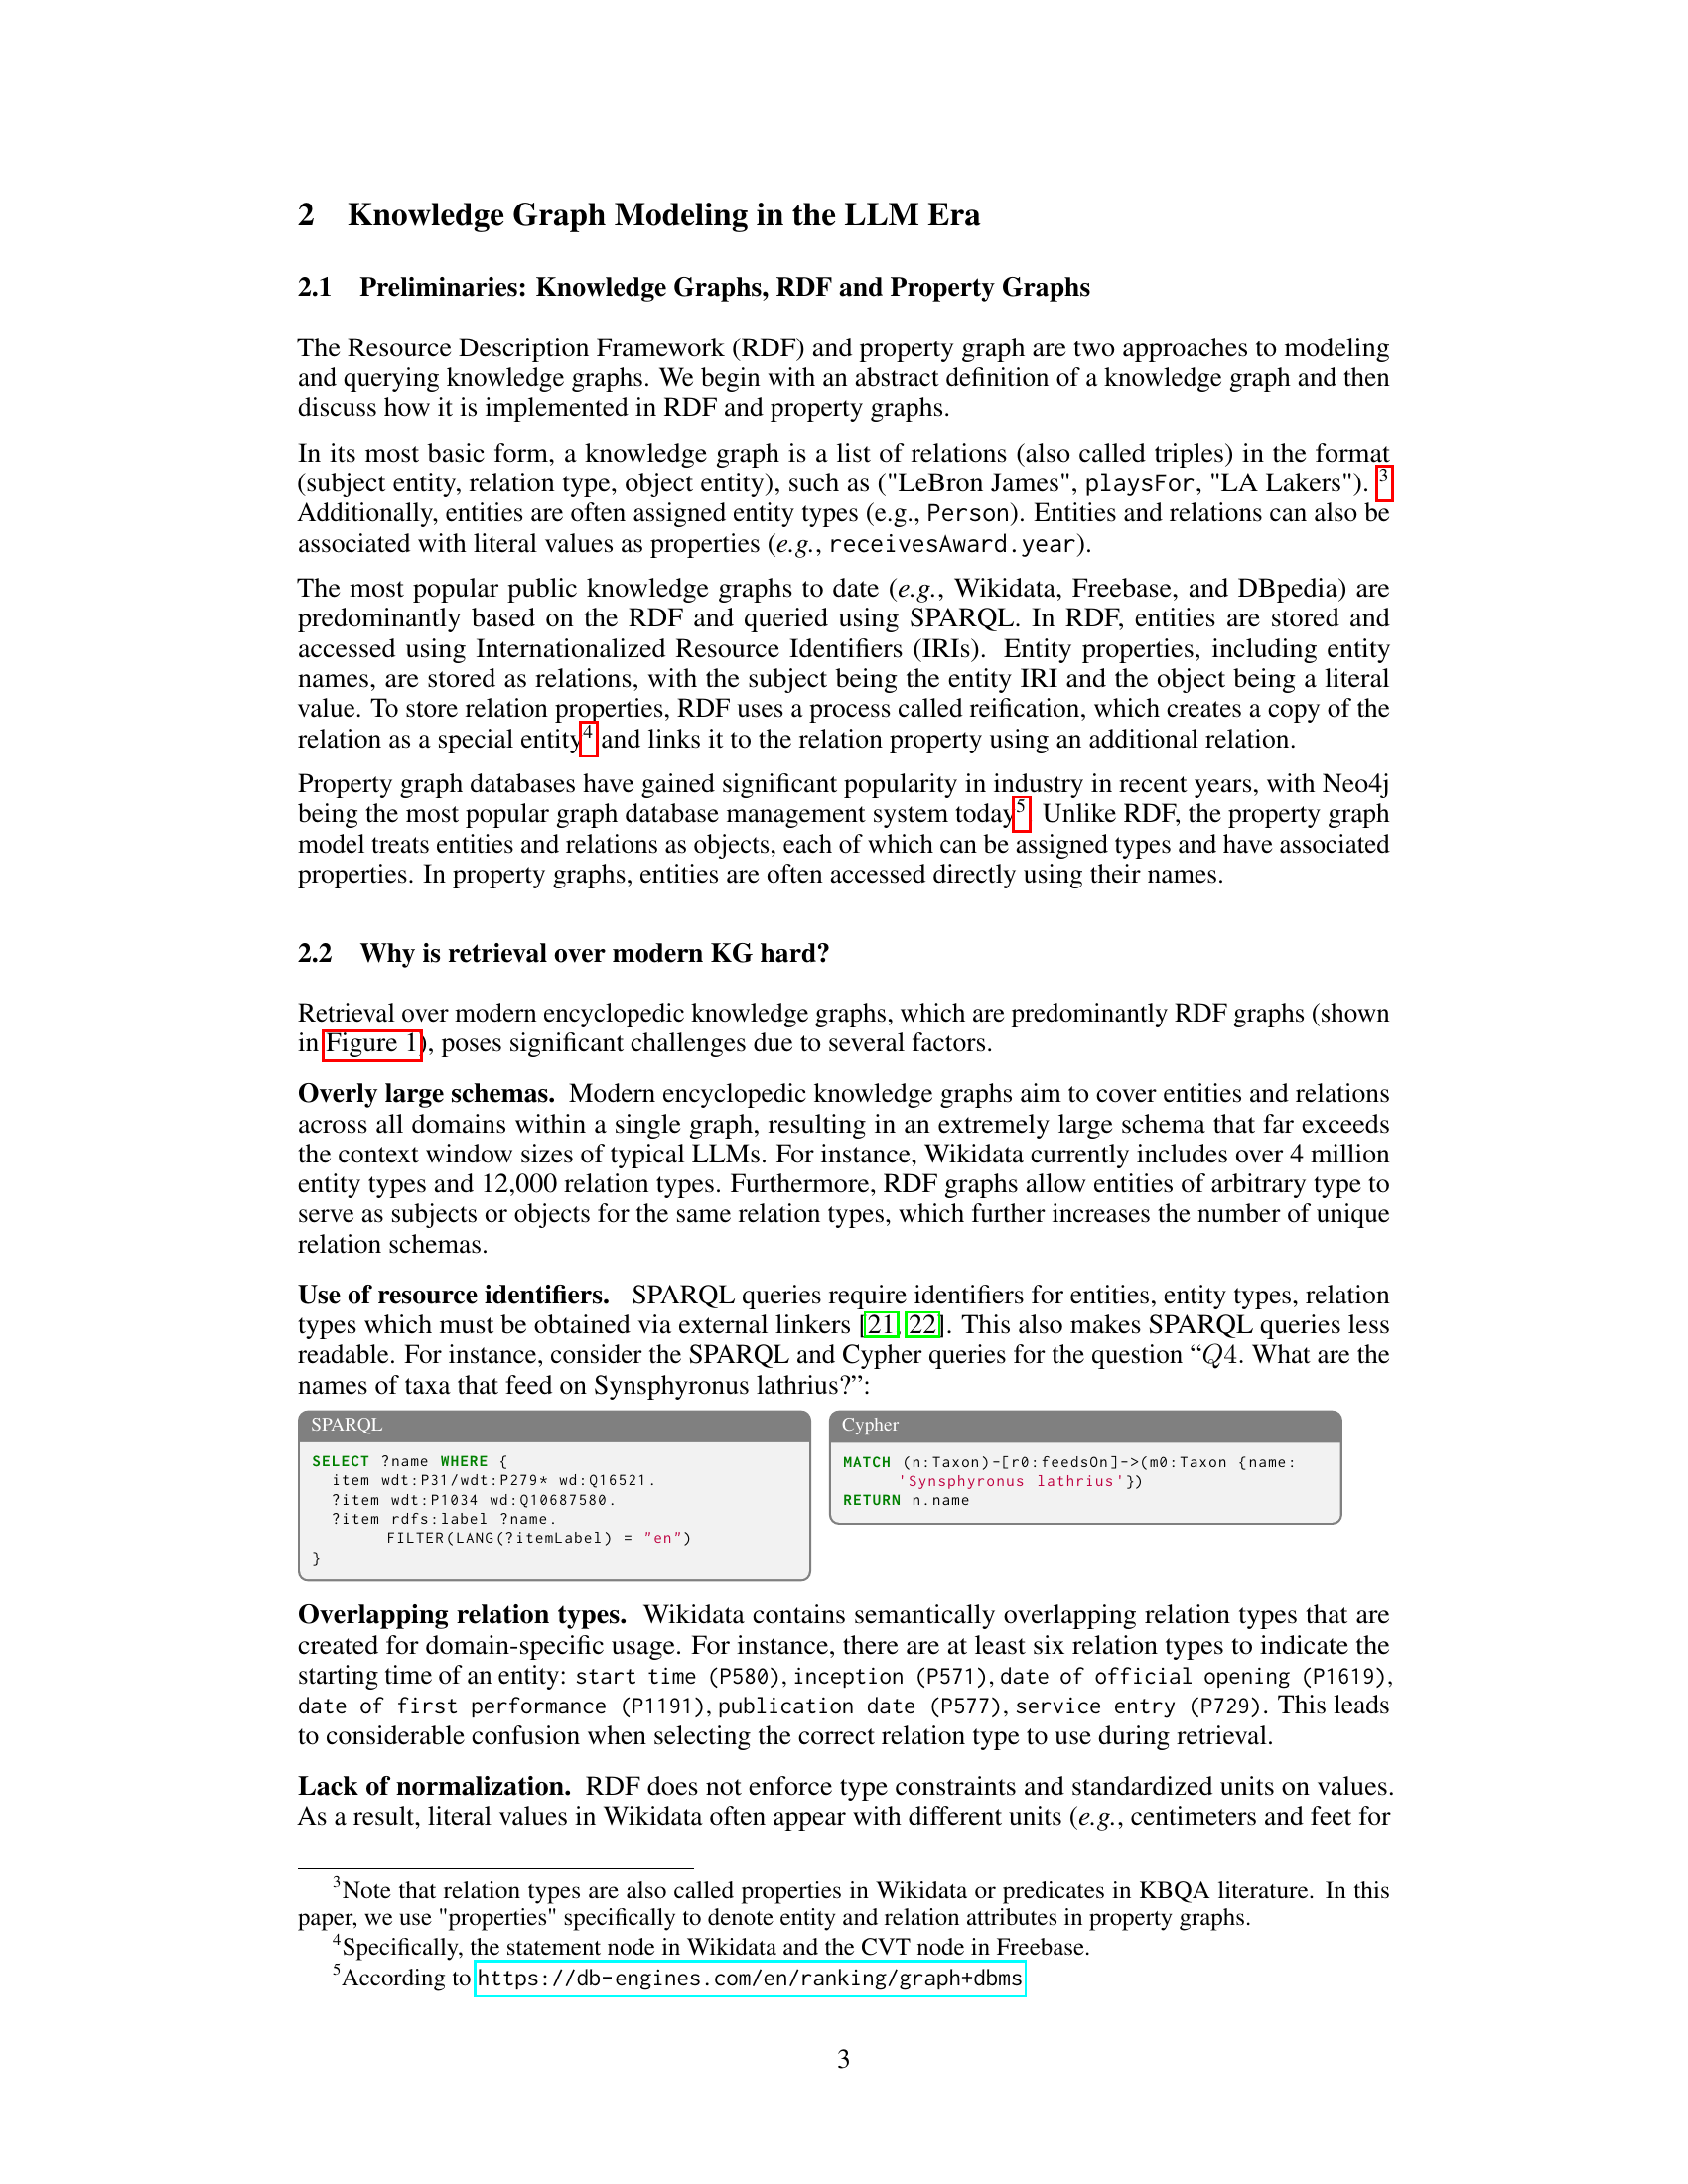 2 Knowledge Graph Modeling in the LLM Era
2.1 Preliminaries: Knowledge Graphs, RDF and Property Graphs
The Resource Description Framework (RDF) and property graph are two approaches to modeling
and querying knowledge graphs. We begin with an abstract definition of a knowledge graph and then
discuss how it is implemented in RDF and property graphs.
In its most basic form, a knowledge graph is a list of relations (also called triples) in the format
(subject entity, relation type, object entity), such as ("LeBron James", playsFor, "LA Lakers"). 3
Additionally, entities are often assigned entity types (e.g., Person). Entities and relations can also be
associated with literal values as properties (e.g., receivesAward.year).
The most popular public knowledge graphs to date (e.g., Wikidata, Freebase, and DBpedia) are
predominantly based on the RDF and queried using SPARQL. In RDF, entities are stored and
accessed using Internationalized Resource Identifiers (IRIs). Entity properties, including entity
names, are stored as relations, with the subject being the entity IRI and the object being a literal
value. To store relation properties, RDF uses a process called reification, which creates a copy of the
relation as a special entity4 and links it to the relation property using an additional relation.
Property graph databases have gained significant popularity in industry in recent years, with Neo4j
being the most popular graph database management system today5. Unlike RDF, the property graph
model treats entities and relations as objects, each of which can be assigned types and have associated
properties. In property graphs, entities are often accessed directly using their names.
2.2 Why is retrieval over modern KG hard?
Retrieval over modern encyclopedic knowledge graphs, which are predominantly RDF graphs (shown
in Figure 1), poses significant challenges due to several factors.
Overly large schemas. Modern encyclopedic knowledge graphs aim to cover entities and relations
across all domains within a single graph, resulting in an extremely large schema that far exceeds
the context window sizes of typical LLMs. For instance, Wikidata currently includes over 4 million
entity types and 12,000 relation types. Furthermore, RDF graphs allow entities of arbitrary type to
serve as subjects or objects for the same relation types, which further increases the number of unique
relation schemas.
Use of resource identifiers. SPARQL queries require identifiers for entities, entity types, relation
types which must be obtained via external linkers [21, 22]. This also makes SPARQL queries less
readable. For instance, consider the SPARQL and Cypher queries for the question “Q4. What are the
names of taxa that feed on Synsphyronus lathrius?”:
SPARQL
SELECT ?name WHERE {
item wdt:P31/wdt:P279* wd:Q16521.
?item wdt:P1034 wd:Q10687580.
?item rdfs:label ?name.
FILTER(LANG(?itemLabel) = "en")
}
Cypher
MATCH (n:Taxon)-[r0:feedsOn]->(m0:Taxon {name:
'Synsphyronus lathrius'})
RETURN n.name
Overlapping relation types. Wikidata contains semantically overlapping relation types that are
created for domain-specific usage. For instance, there are at least six relation types to indicate the
starting time of an entity: start time (P580), inception (P571), date of official opening (P1619),
date of first performance (P1191), publication date (P577), service entry (P729). This leads
to considerable confusion when selecting the correct relation type to use during retrieval.
Lack of normalization. RDF does not enforce type constraints and standardized units on values.
As a result, literal values in Wikidata often appear with different units (e.g., centimeters and feet for
3Note that relation types are also called properties in Wikidata or predicates in KBQA literature. In this
paper, we use "properties" specifically to denote entity and relation attributes in property graphs.
4Specifically, the statement node in Wikidata and the CVT node in Freebase.
5According to https://db-engines.com/en/ranking/graph+dbms
3